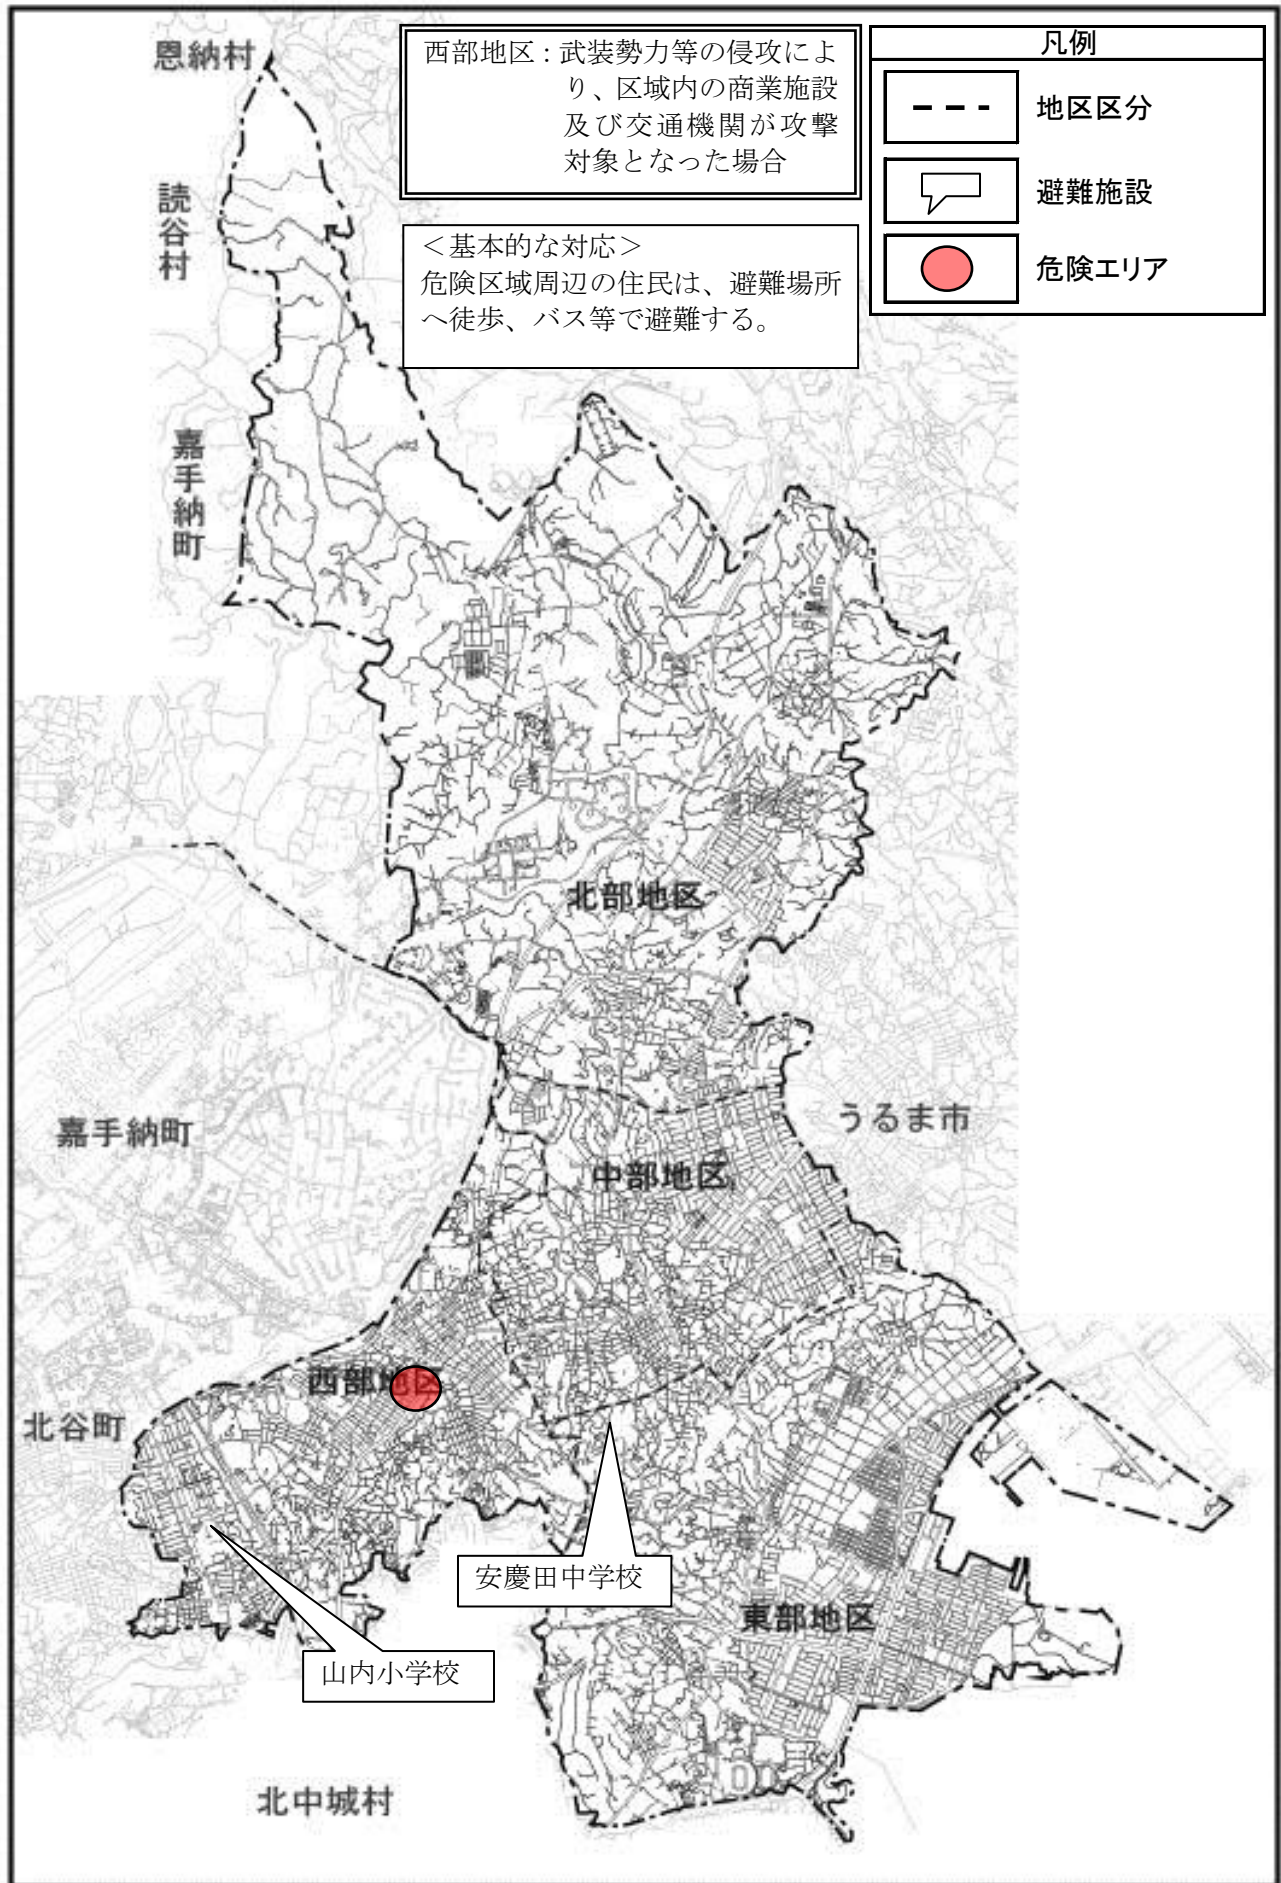 恩納村
西部地区：武装勢力等の侵攻によ
り、区域内の商業施設
及び交通機関が攻撃
対象となった場合
凡例
地区区分
避難施設
危険エリア
読谷村
＜基本的な対応＞
危険区域周辺の住民は、避難場所
へ徒歩、バス等で避難する。
嘉手納町
北部地区
嘉手納町
うるま市
中部地区
西部地区
北谷町
安慶田中学校
東部地区
山内小学校
北中城村